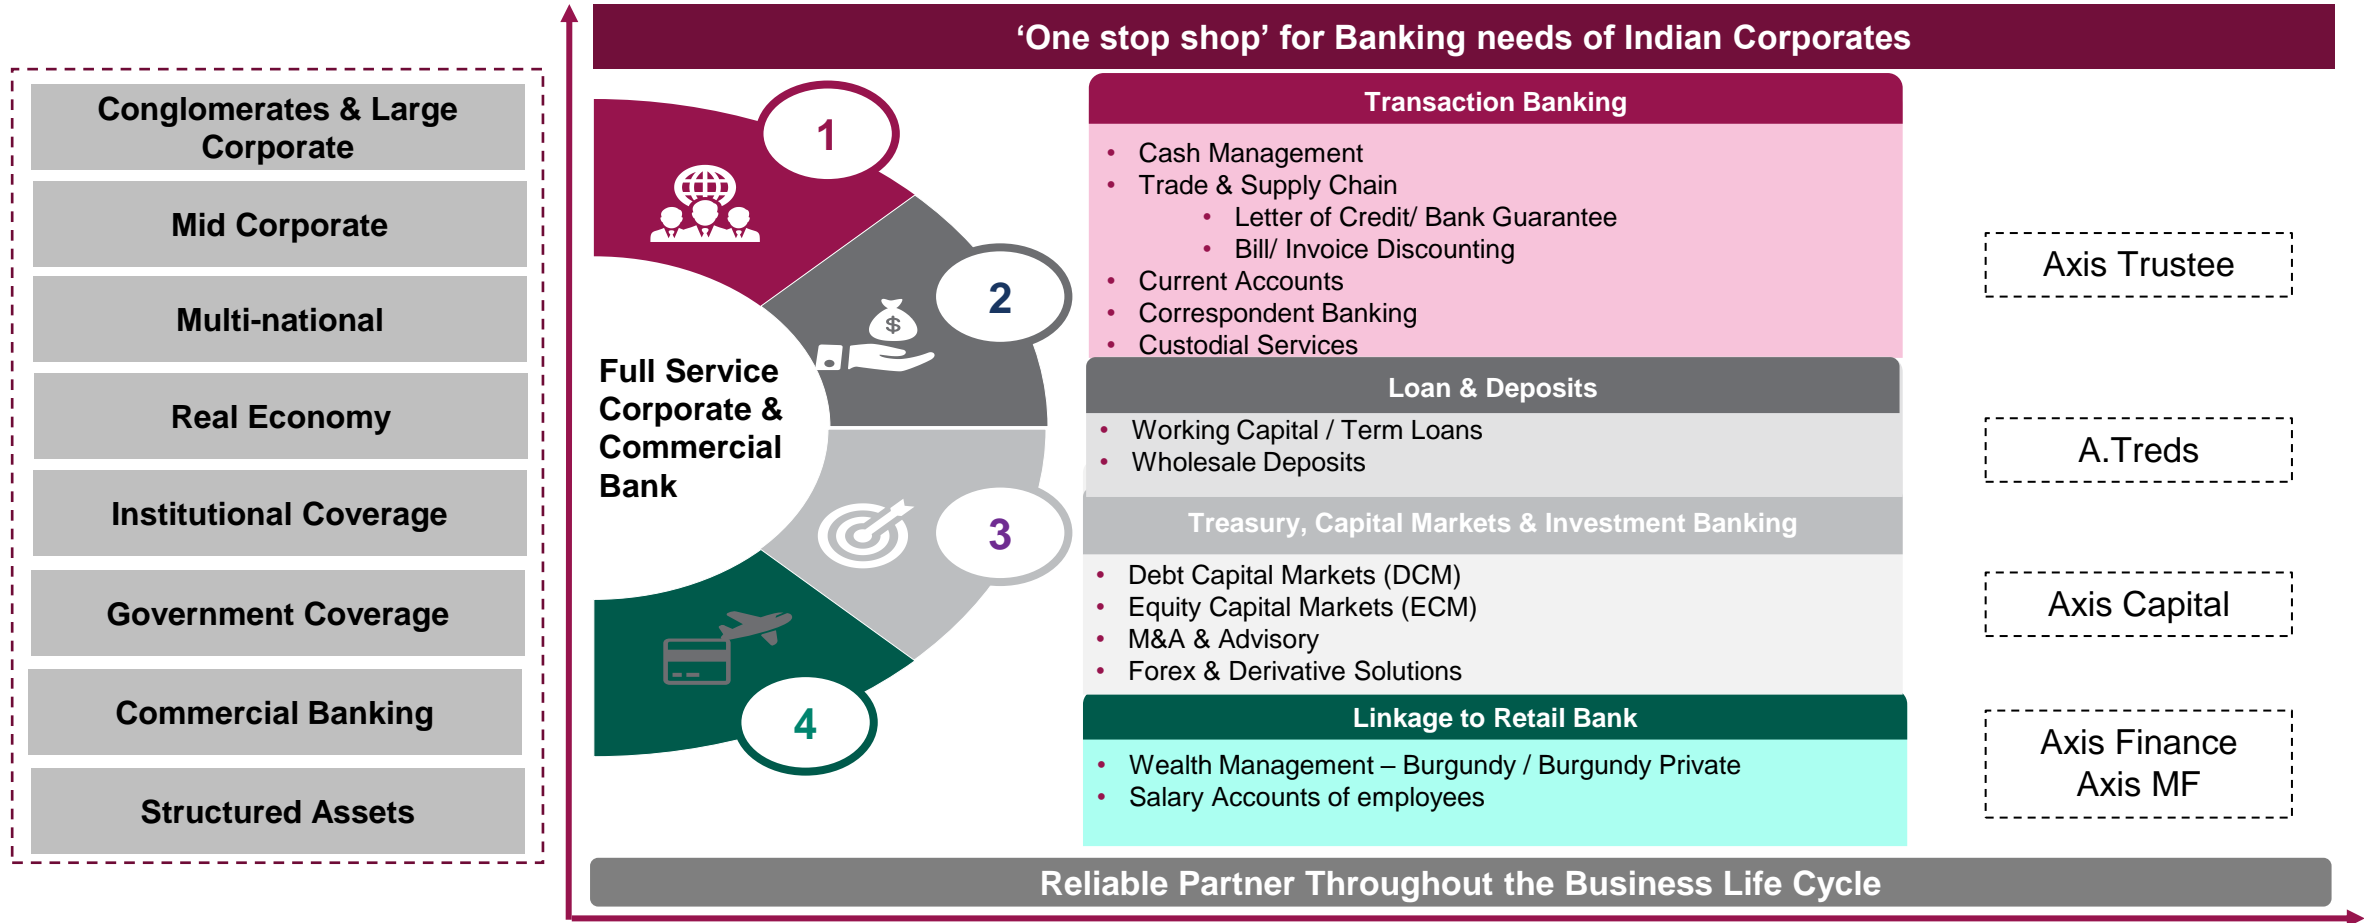 ‘One stop shop’ for Banking needs of Indian Corporates
Conglomerates & Large
Corporate
Mid Corporate
Multi-national
Real Economy
Institutional Coverage
Government Coverage
Commercial Banking
Structured Assets
Full Service
Corporate &
Commercial
Bank
1
2
$
3
4
Transaction Banking
• Cash Management
• Trade & Supply Chain
• Letter of Credit/ Bank Guarantee
• Bill/ Invoice Discounting
• Current Accounts
• Correspondent Banking
• Custodial Services
Loan & Deposits
• Working Capital / Term Loans
• Wholesale Deposits
Treasury, Capital Markets & Investment Banking
• Debt Capital Markets (DCM)
• Equity Capital Markets (ECM)
• M&A & Advisory
• Forex & Derivative Solutions
Linkage to Retail Bank
• Wealth Management – Burgundy / Burgundy Private
• Salary Accounts of employees
Axis Trustee
A.Treds
Axis Capital
Axis Finance
Axis MF
Reliable Partner Throughout the Business Life Cycle